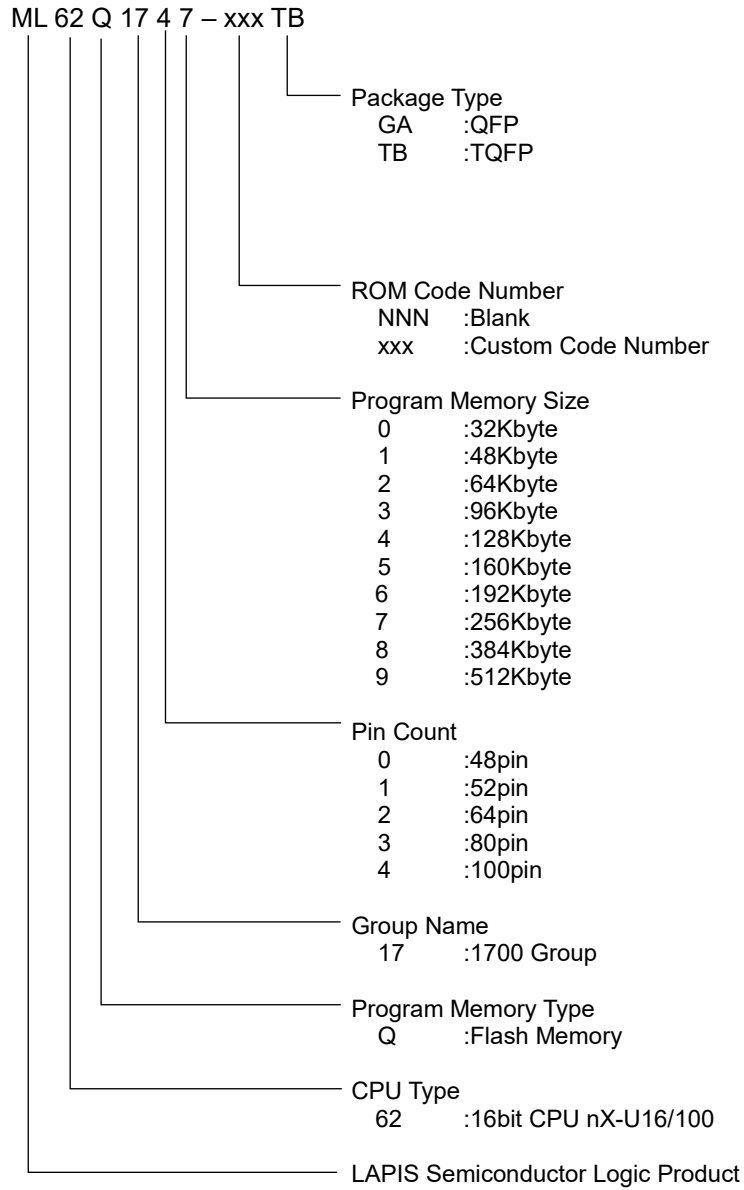 ML 62 Q 17 4 7 – xxx TB
Package Type
GA :QFP
TB :TQFP
ROM Code Number
NNN :Blank
xxx :Custom Code Number
Program Memory Size
0 :32Kbyte
1 :48Kbyte
2 :64Kbyte
3 :96Kbyte
4 :128Kbyte
5 :160Kbyte
6 :192Kbyte
7 :256Kbyte
8 :384Kbyte
9 :512Kbyte
Pin Count
0 :48pin
1 :52pin
2 :64pin
3 :80pin
4 :100pin
Group Name
17 :1700 Group
Program Memory Type
Q :Flash Memory
CPU Type
62 :16bit CPU nX-U16/100
LAPIS Semiconductor Logic Product